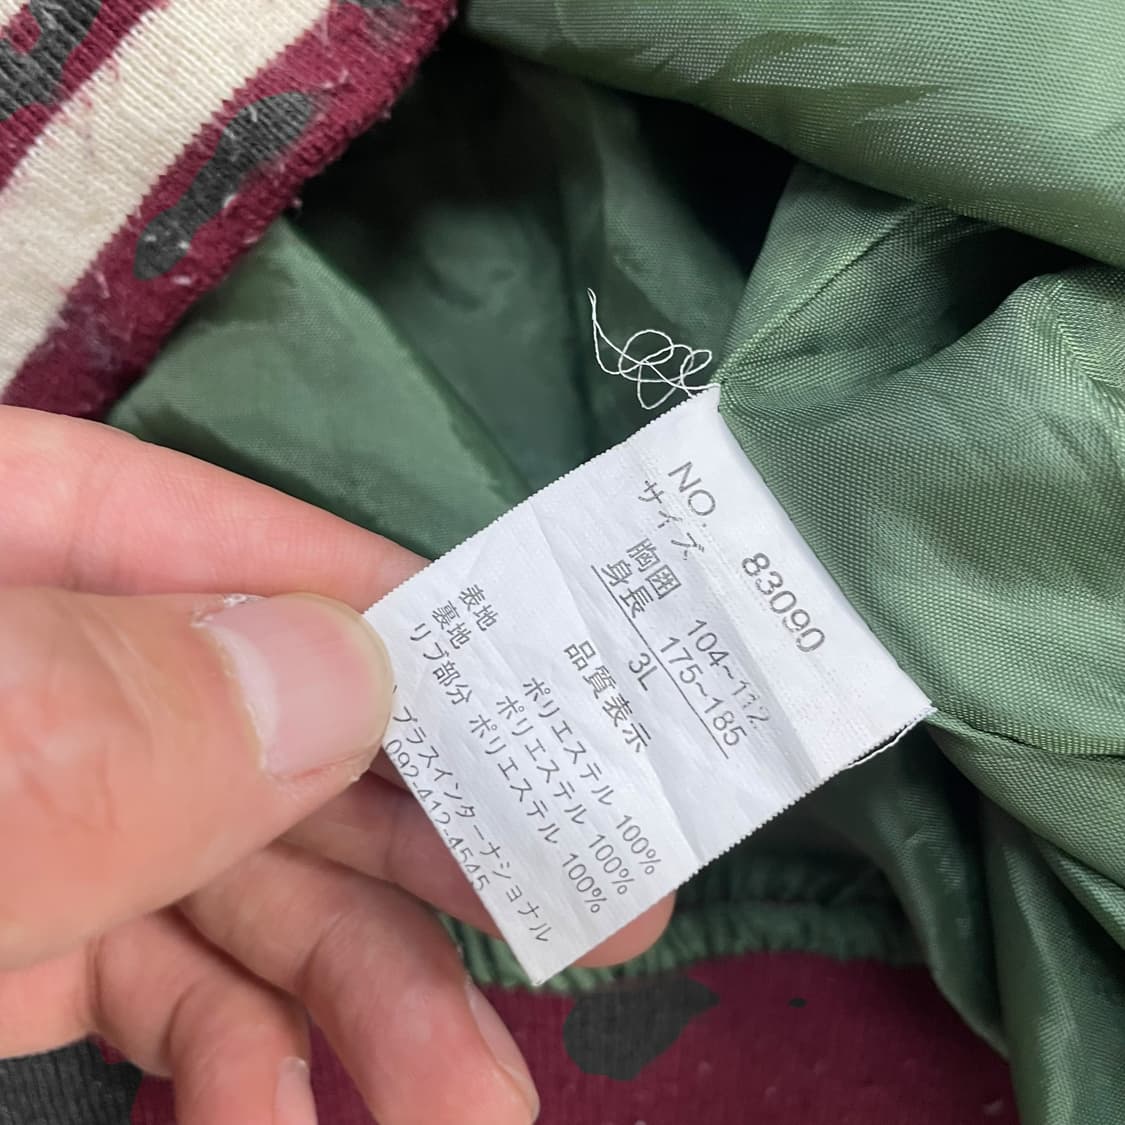 NO. 83090
サイズ
胸囲 104~112
身長 175~185
3L
品質表示
表地 ポリエステル 100%
裏地 ポリエステル 100%
リブ部分 ポリエステル 100%
プラスインターナショナル
092-412-4545